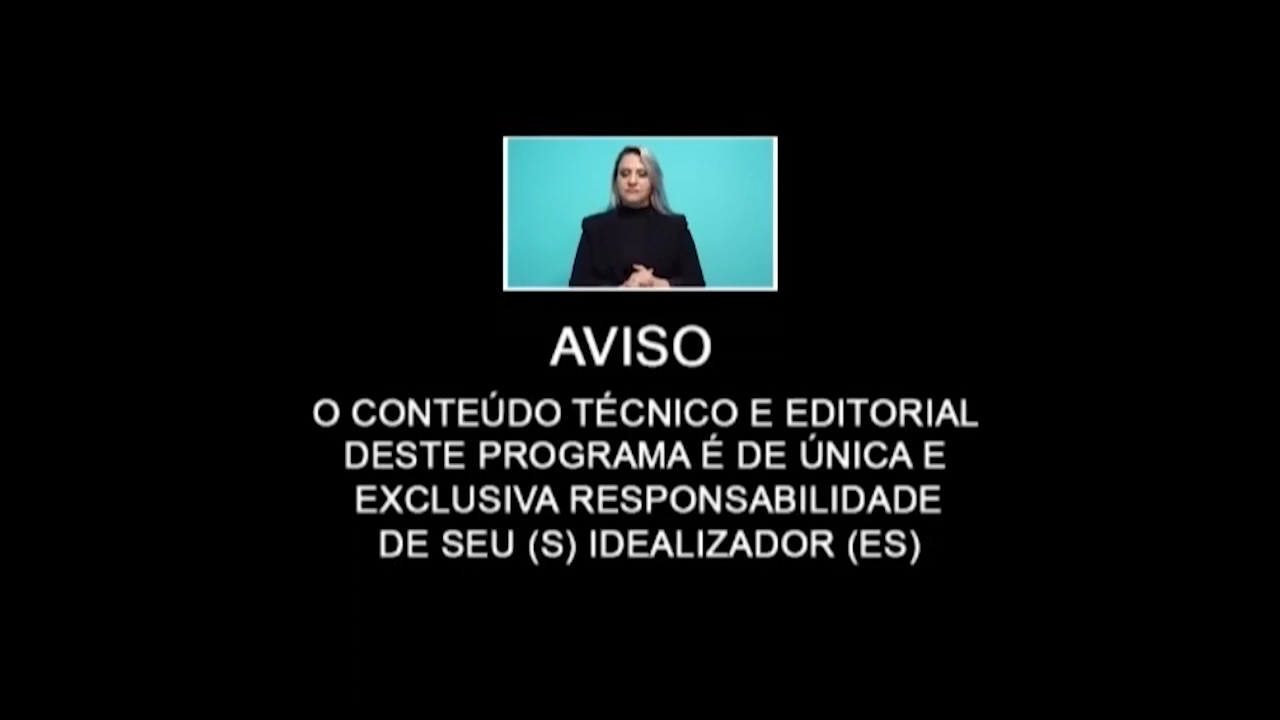 AVISO
O CONTEÚDO TÉCNICO E EDITORIAL
DESTE PROGRAMA É DE ÚNICA E
EXCLUSIVA RESPONSABILIDADE
DE SEU (S) IDEALIZADOR (ES)